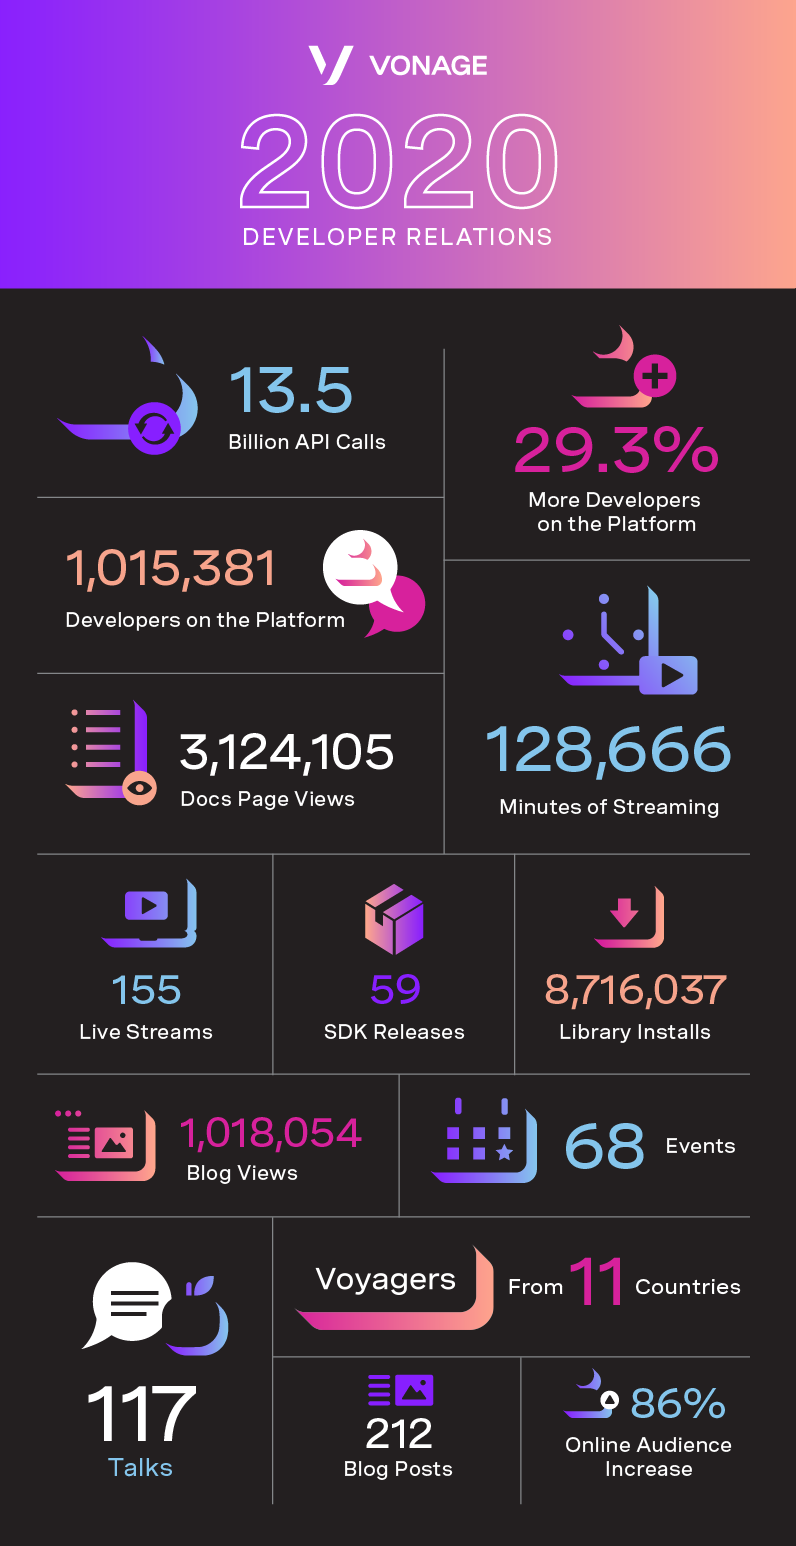 VONAGE
2020
DEVELOPER RELATIONS
13.5
Billion API Calls
29.3%
More Developers
on the Platform
1,015,381
Developers on the Platform
3,124,105
Docs Page Views
128,666
Minutes of Streaming
155
Live Streams
59
SDK Releases
8,716,037
Library Installs
1,018,054
Blog Views
68 Events
117
Talks
Voyagers From 11 Countries
212
Blog Posts
86%
Online Audience
Increase